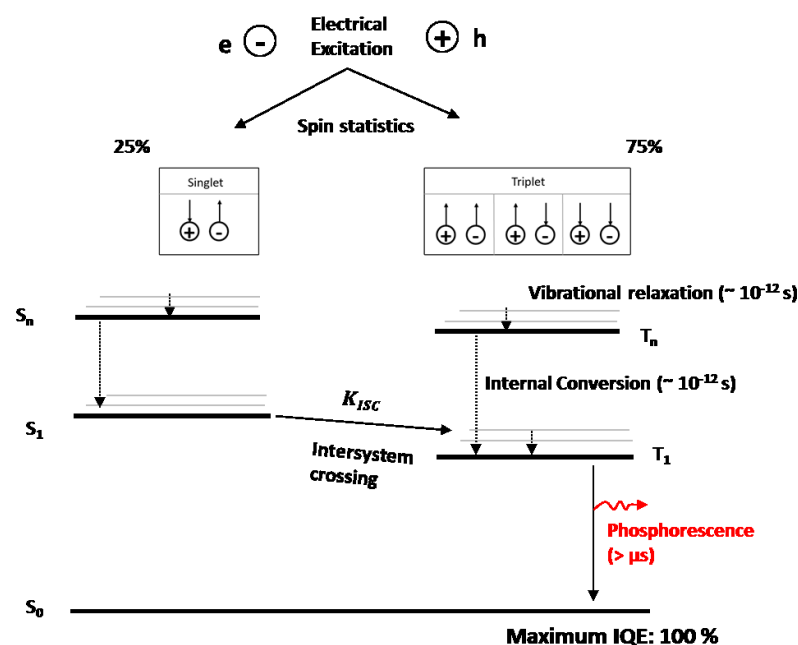 Electrical
Excitation
e - + h
Spin statistics
25% 75%
Singlet Triplet
+ - + - + - + -
Vibrational relaxation (~ 10⁻¹² s)
Sₙ Tₙ
Internal Conversion (~ 10⁻¹² s)
K_ISC
S₁
Intersystem
crossing
T₁
Phosphorescence
(> μs)
S₀
Maximum IQE: 100 %